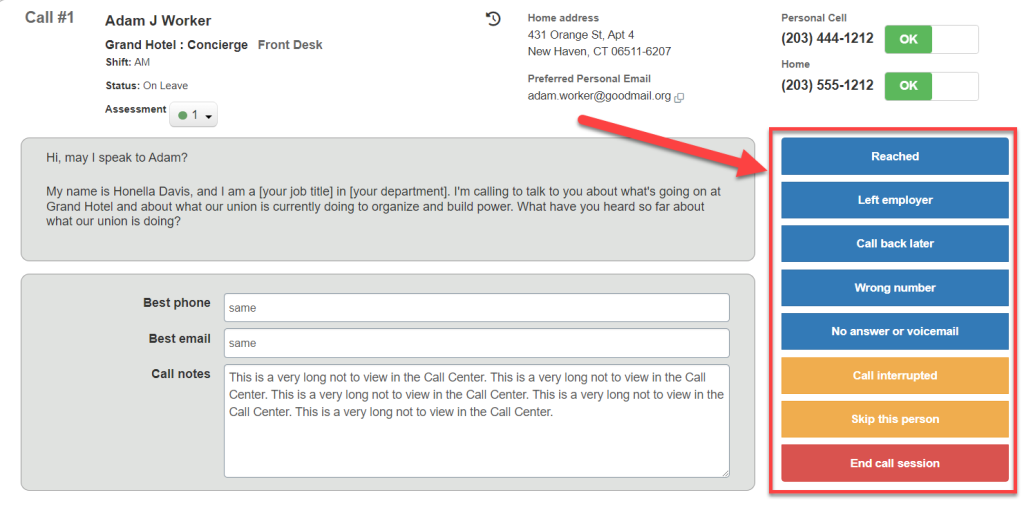 Call #1
Adam J Worker
Grand Hotel : Concierge Front Desk
Shift: AM
Status: On Leave
Assessment 1
Home address
431 Orange St, Apt 4
New Haven, CT 06511-6207
Preferred Personal Email
adam.worker@goodmail.org
Personal Cell
(203) 444-1212 OK
Home
(203) 555-1212 OK
Hi, may I speak to Adam?
My name is Honella Davis, and I am a [your job title] in [your department]. I'm calling to talk to you about what's going on at
Grand Hotel and about what our union is currently doing to organize and build power. What have you heard so far about
what our union is doing?
Best phone same
Best email same
Call notes
This is a very long not to view in the Call Center. This is a very long not to view in the Call
Center. This is a very long not to view in the Call Center. This is a very long not to view in the
Call Center. This is a very long not to view in the Call Center.
Reached
Left employer
Call back later
Wrong number
No answer or voicemail
Call interrupted
Skip this person
End call session